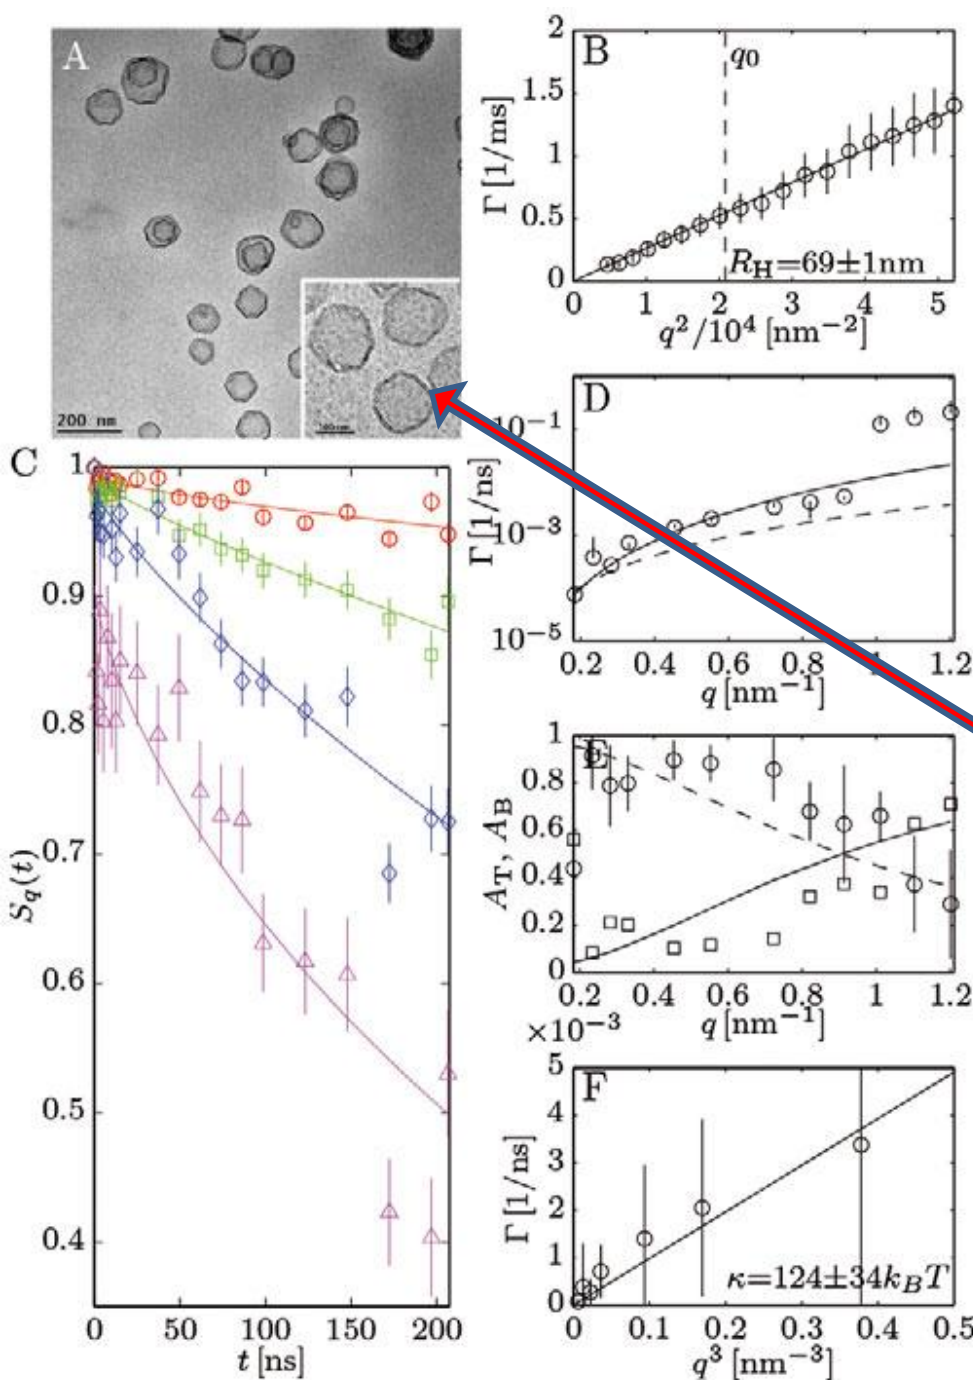 A
200 nm
B
q₀
2
1.5
1
0.5
0
Γ [1/ms]
R_H=69±1nm
0 1 2 3 4 5
q²/10⁴ [nm⁻²]
C
1
0.9
0.8
0.7
0.6
0.5
0.4
S_q(t)
0 50 100 150 200
t [ns]
D
10⁻¹
10⁻³
10⁻⁵
Γ [1/ns]
0.2 0.4 0.6 0.8 1 1.2
q [nm⁻¹]
E
1
0.8
0.6
0.4
0.2
0
A_T, A_B
0.2 0.4 0.6 0.8 1 1.2
q [nm⁻¹]
×10⁻³
F
5
4
3
2
1
0
Γ [1/ns]
κ=124±34k_BT
0 0.1 0.2 0.3 0.4 0.5
q³ [nm⁻³]